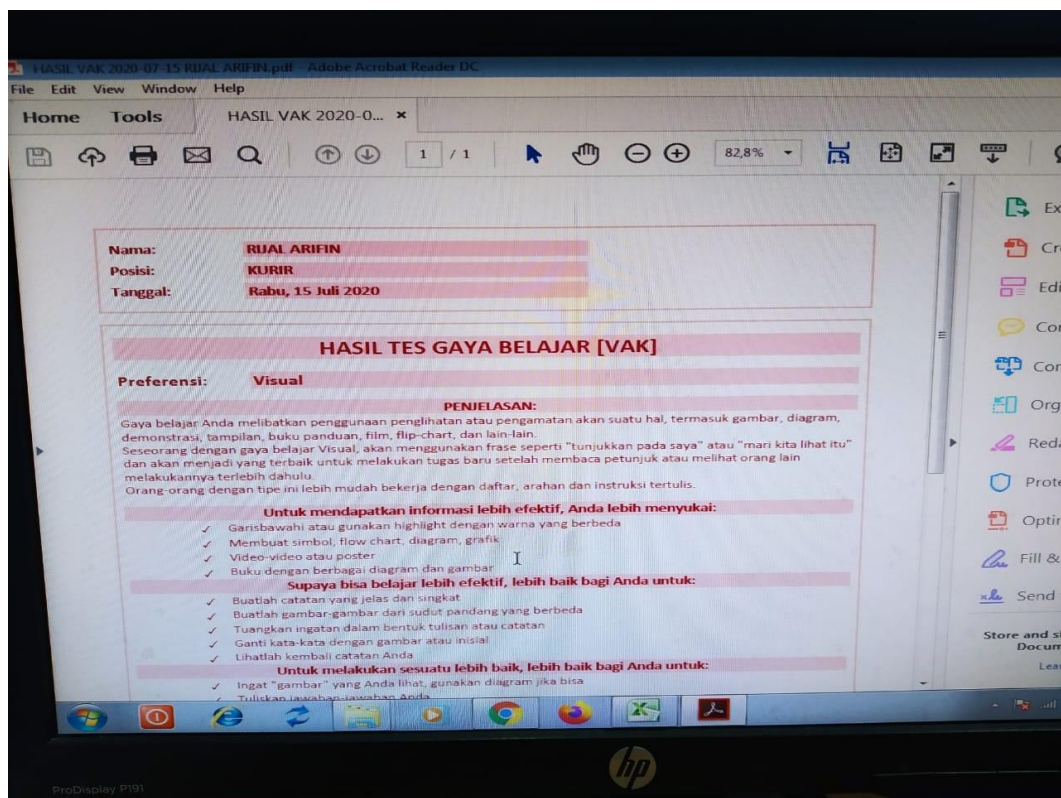 HASIL VAK 2020-07-15 RIJAL ARIFIN.pdf - Adobe Acrobat Reader DC
File Edit View Window Help
Home Tools HASIL VAK 2020-0... ×
1 / 1 82,8%
Nama: RIJAL ARIFIN
Posisi: KURIR
Tanggal: Rabu, 15 Juli 2020
HASIL TES GAYA BELAJAR [VAK]
Preferensi: Visual
PENJELASAN:
Gaya belajar Anda melibatkan penggunaan penglihatan atau pengamatan akan suatu hal, termasuk gambar, diagram,
demonstrasi, tampilan, buku panduan, film, flip-chart, dan lain-lain.
Seseorang dengan gaya belajar Visual, akan menggunakan frase seperti "tunjukkan pada saya" atau "mari kita lihat itu"
dan akan menjadi yang terbaik untuk melakukan tugas baru setelah membaca petunjuk atau melihat orang lain
melakukannya terlebih dahulu.
Orang-orang dengan tipe ini lebih mudah bekerja dengan daftar, arahan dan instruksi tertulis.
Untuk mendapatkan informasi lebih efektif, Anda lebih menyukai:
✓ Garisbawahi atau gunakan highlight dengan warna yang berbeda
✓ Membuat simbol, flow chart, diagram, grafik
✓ Video-video atau poster
✓ Buku dengan berbagai diagram dan gambar
Supaya bisa belajar lebih efektif, lebih baik bagi Anda untuk:
✓ Buatlah catatan yang jelas dan singkat
✓ Buatlah gambar-gambar dari sudut pandang yang berbeda
✓ Tuangkan ingatan dalam bentuk tulisan atau catatan
✓ Ganti kata-kata dengan gambar atau inisial
✓ Lihatlah kembali catatan Anda
Untuk melakukan sesuatu lebih baik, lebih baik bagi Anda untuk:
✓ Ingat "gambar" yang Anda lihat, gunakan diagram jika bisa
✓ Tuliskan jawaban-jawaban Anda
Ex
Cre
Edi
Con
Con
Org
Reda
Prote
Optin
Fill &
Send
Store and s
Docum
Lea
hp
ProDisplay P191